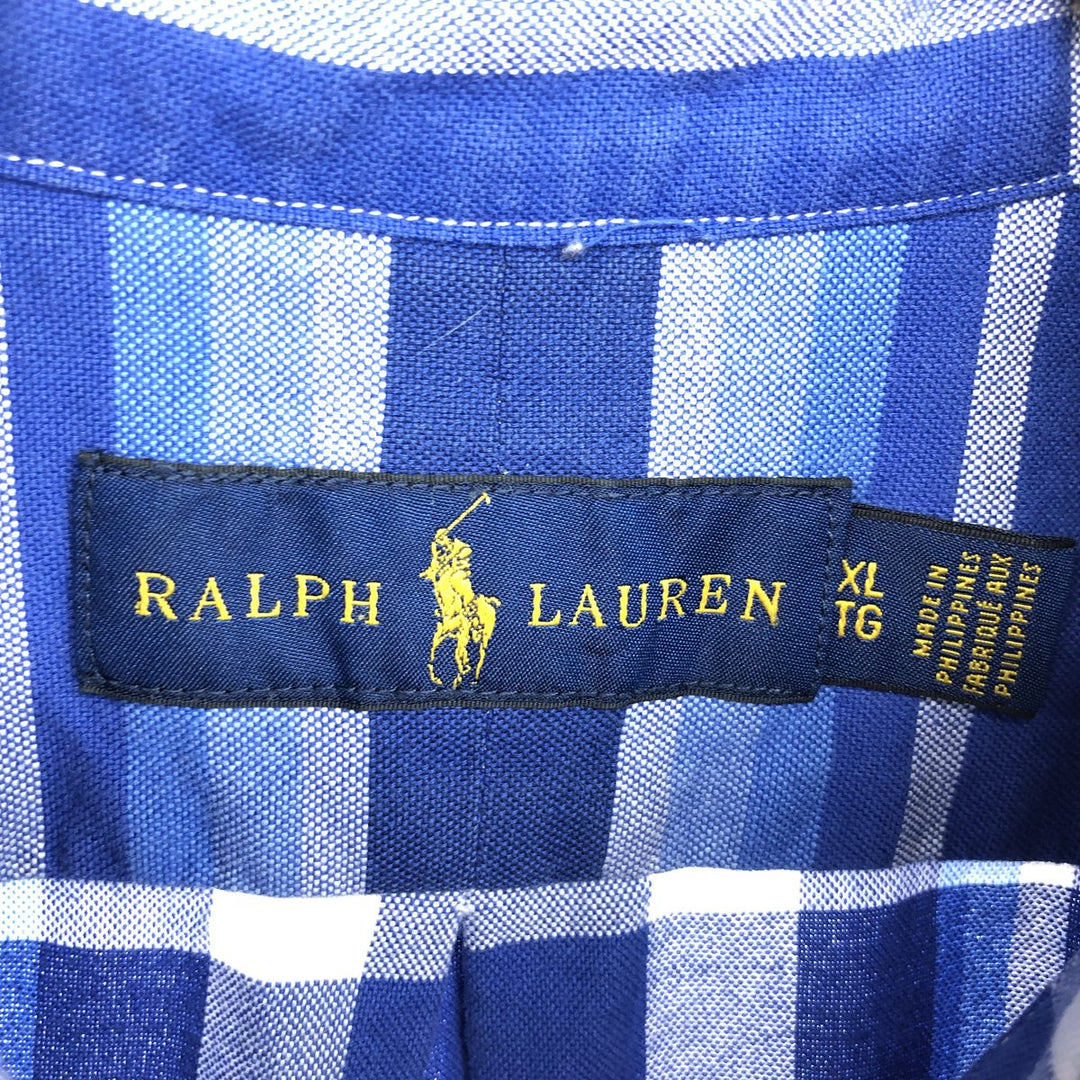 RALPH LAUREN
XL
TG
MADE IN
PHILIPPINES
FABRIQUÉ AUX
PHILIPPINES